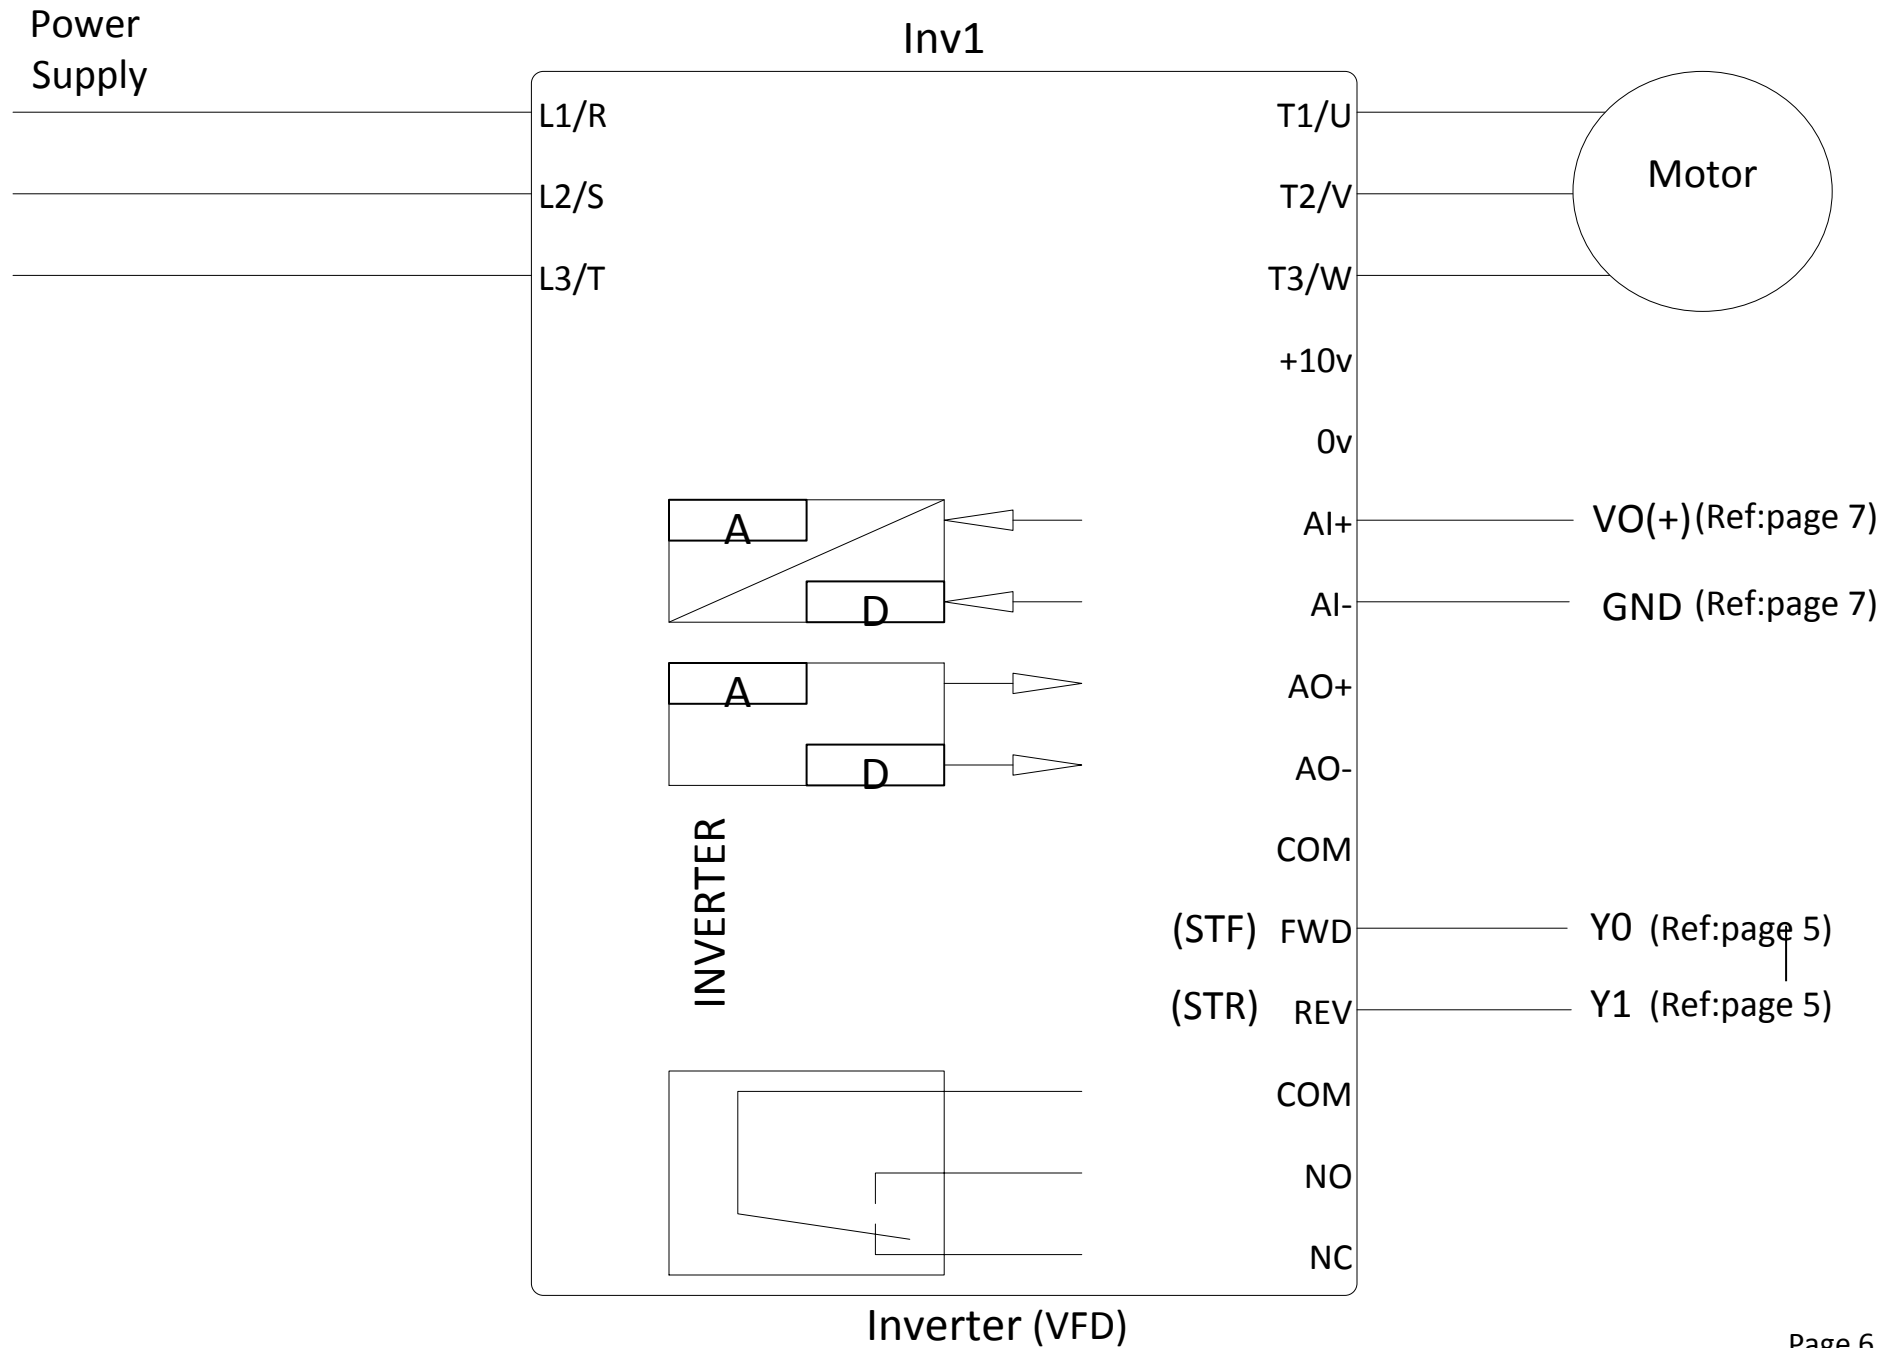 Power
Supply
Inv1
L1/R
T1/U
Motor
L2/S
T2/V
L3/T
T3/W
+10v
0v
A
AI+
VO(+)(Ref:page 7)
D
AI-
GND (Ref:page 7)
A
AO+
D
AO-
INVERTER
COM
(STF) FWD
Y0 (Ref:page 5)
(STR) REV
Y1 (Ref:page 5)
COM
NO
NC
Inverter (VFD)
Page 6